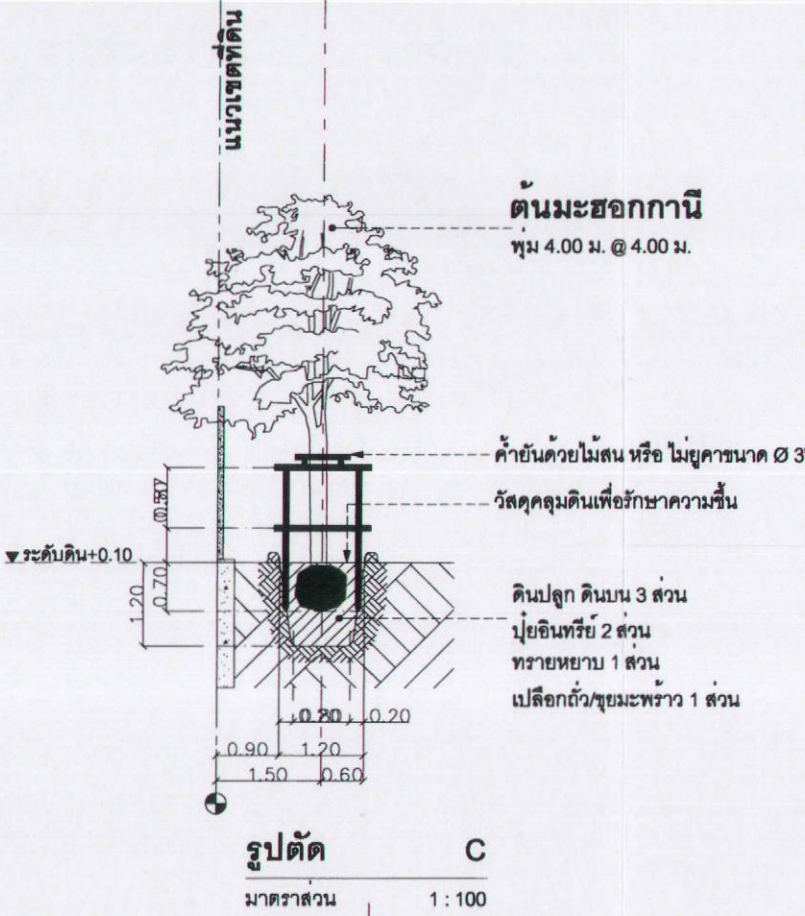 แนวเขตที่ดิน
ต้นมะฮอกกานี
พุ่ม 4.00 ม. @ 4.00 ม.
ค้ำยันด้วยไม้สน หรือ ไม้ยูคาขนาด Ø 3"
วัสดุคลุมดินเพื่อรักษาความชื้น
ระดับดิน+0.10
0.70
1.20
ดินปลูก ดินบน 3 ส่วน
ปุ๋ยอินทรีย์ 2 ส่วน
ทรายหยาบ 1 ส่วน
เปลือกถั่ว/ขุยมะพร้าว 1 ส่วน
0.20
0.90 1.20
1.50 0.60
รูปตัด C
มาตราส่วน 1 : 100